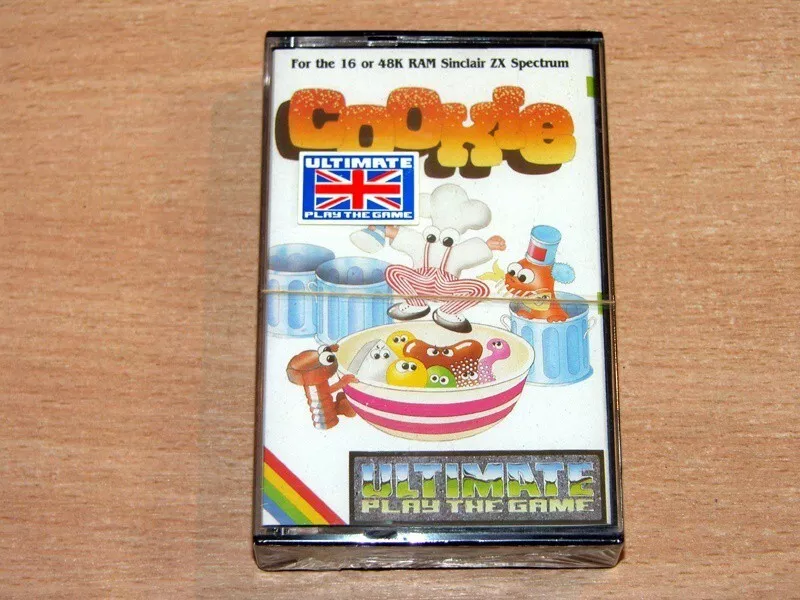 For the 16 or 48K RAM Sinclair ZX Spectrum
Cookie
ULTIMATE
PLAY THE GAME
ULTIMATE
PLAY THE GAME